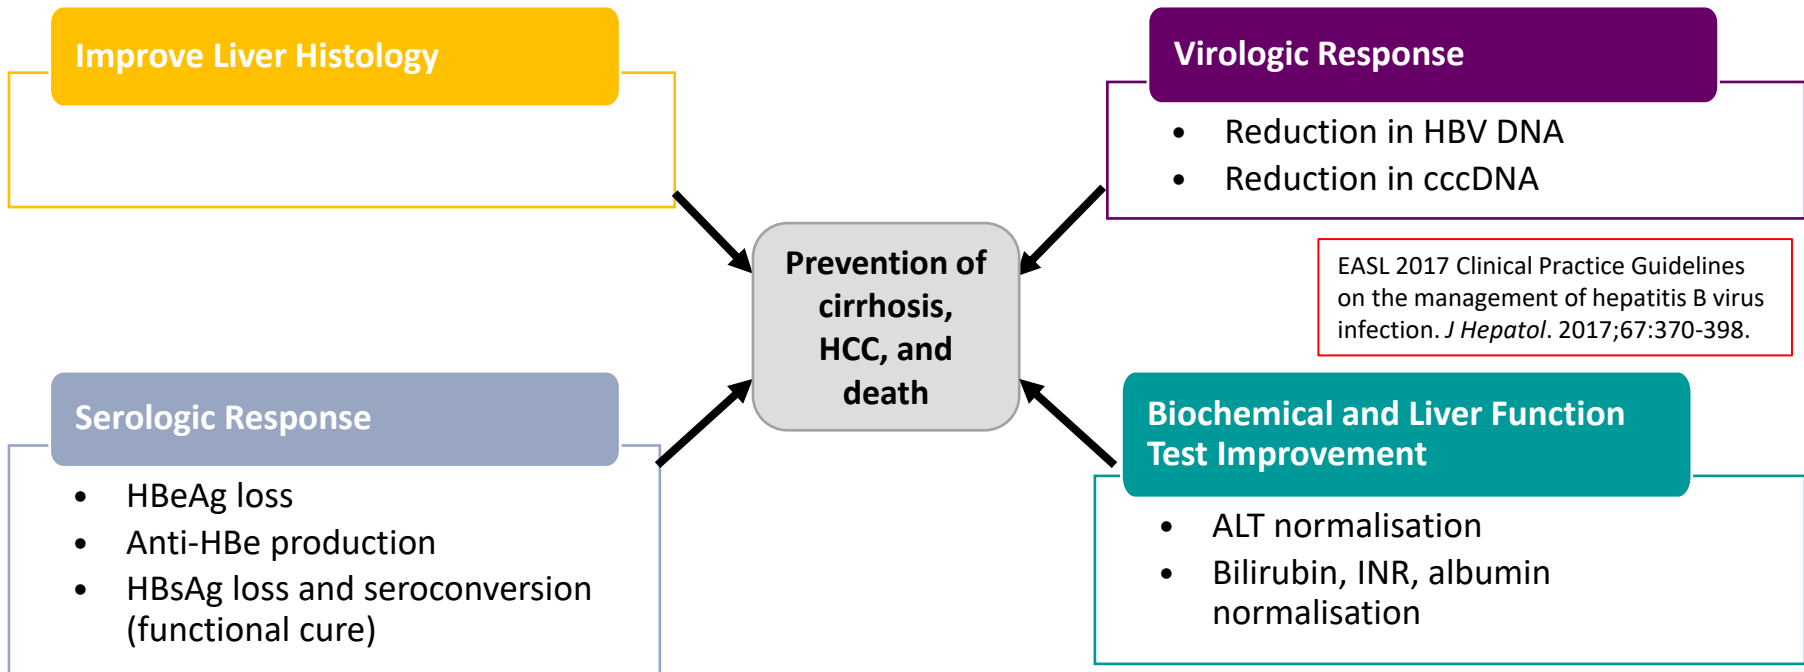 Improve Liver Histology
Virologic Response
• Reduction in HBV DNA
• Reduction in cccDNA
Prevention of
cirrhosis,
HCC, and
death
EASL 2017 Clinical Practice Guidelines
on the management of hepatitis B virus
infection. J Hepatol. 2017;67:370-398.
Serologic Response
• HBeAg loss
• Anti-HBe production
• HBsAg loss and seroconversion
(functional cure)
Biochemical and Liver Function
Test Improvement
• ALT normalisation
• Bilirubin, INR, albumin
normalisation